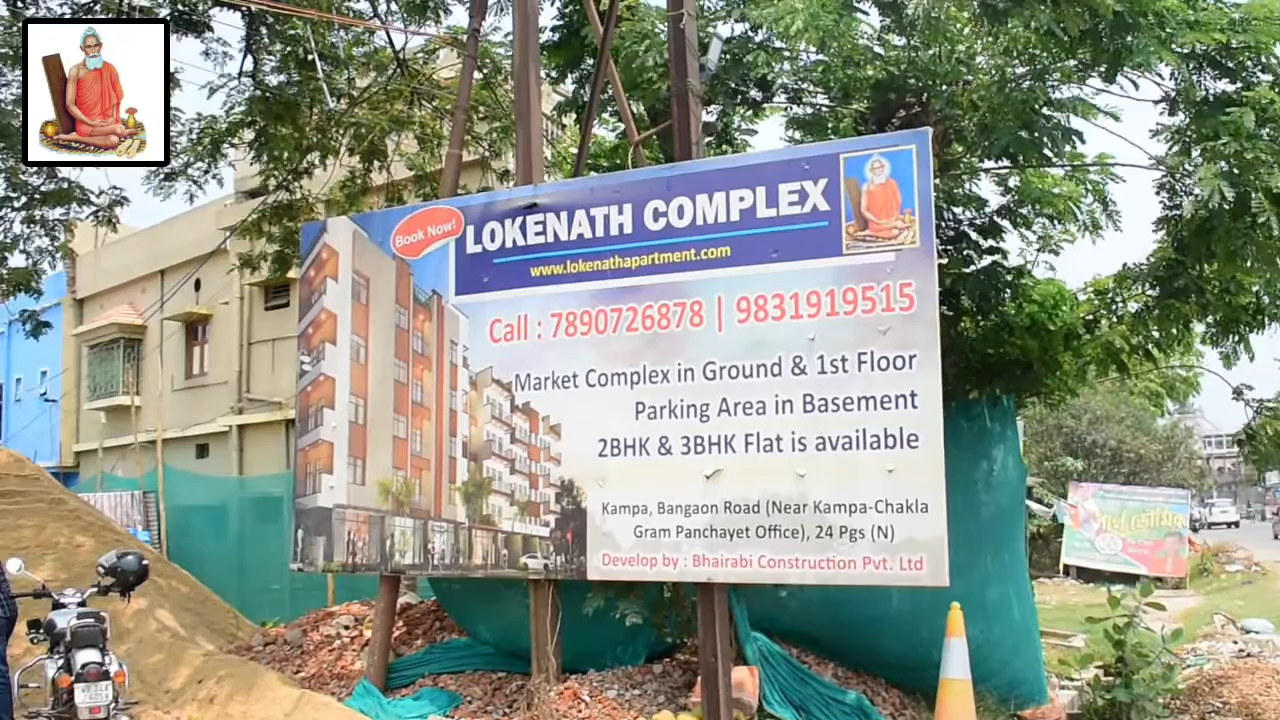 Book Now!
LOKENATH COMPLEX
www.lokenathapartment.com
Call : 7890726878 | 9831919515
Market Complex in Ground & 1st Floor
Parking Area in Basement
2BHK & 3BHK Flat is available
Kampa, Bangaon Road (Near Kampa-Chakla
Gram Panchayet Office), 24 Pgs (N)
Develop by : Bhairabi Construction Pvt. Ltd